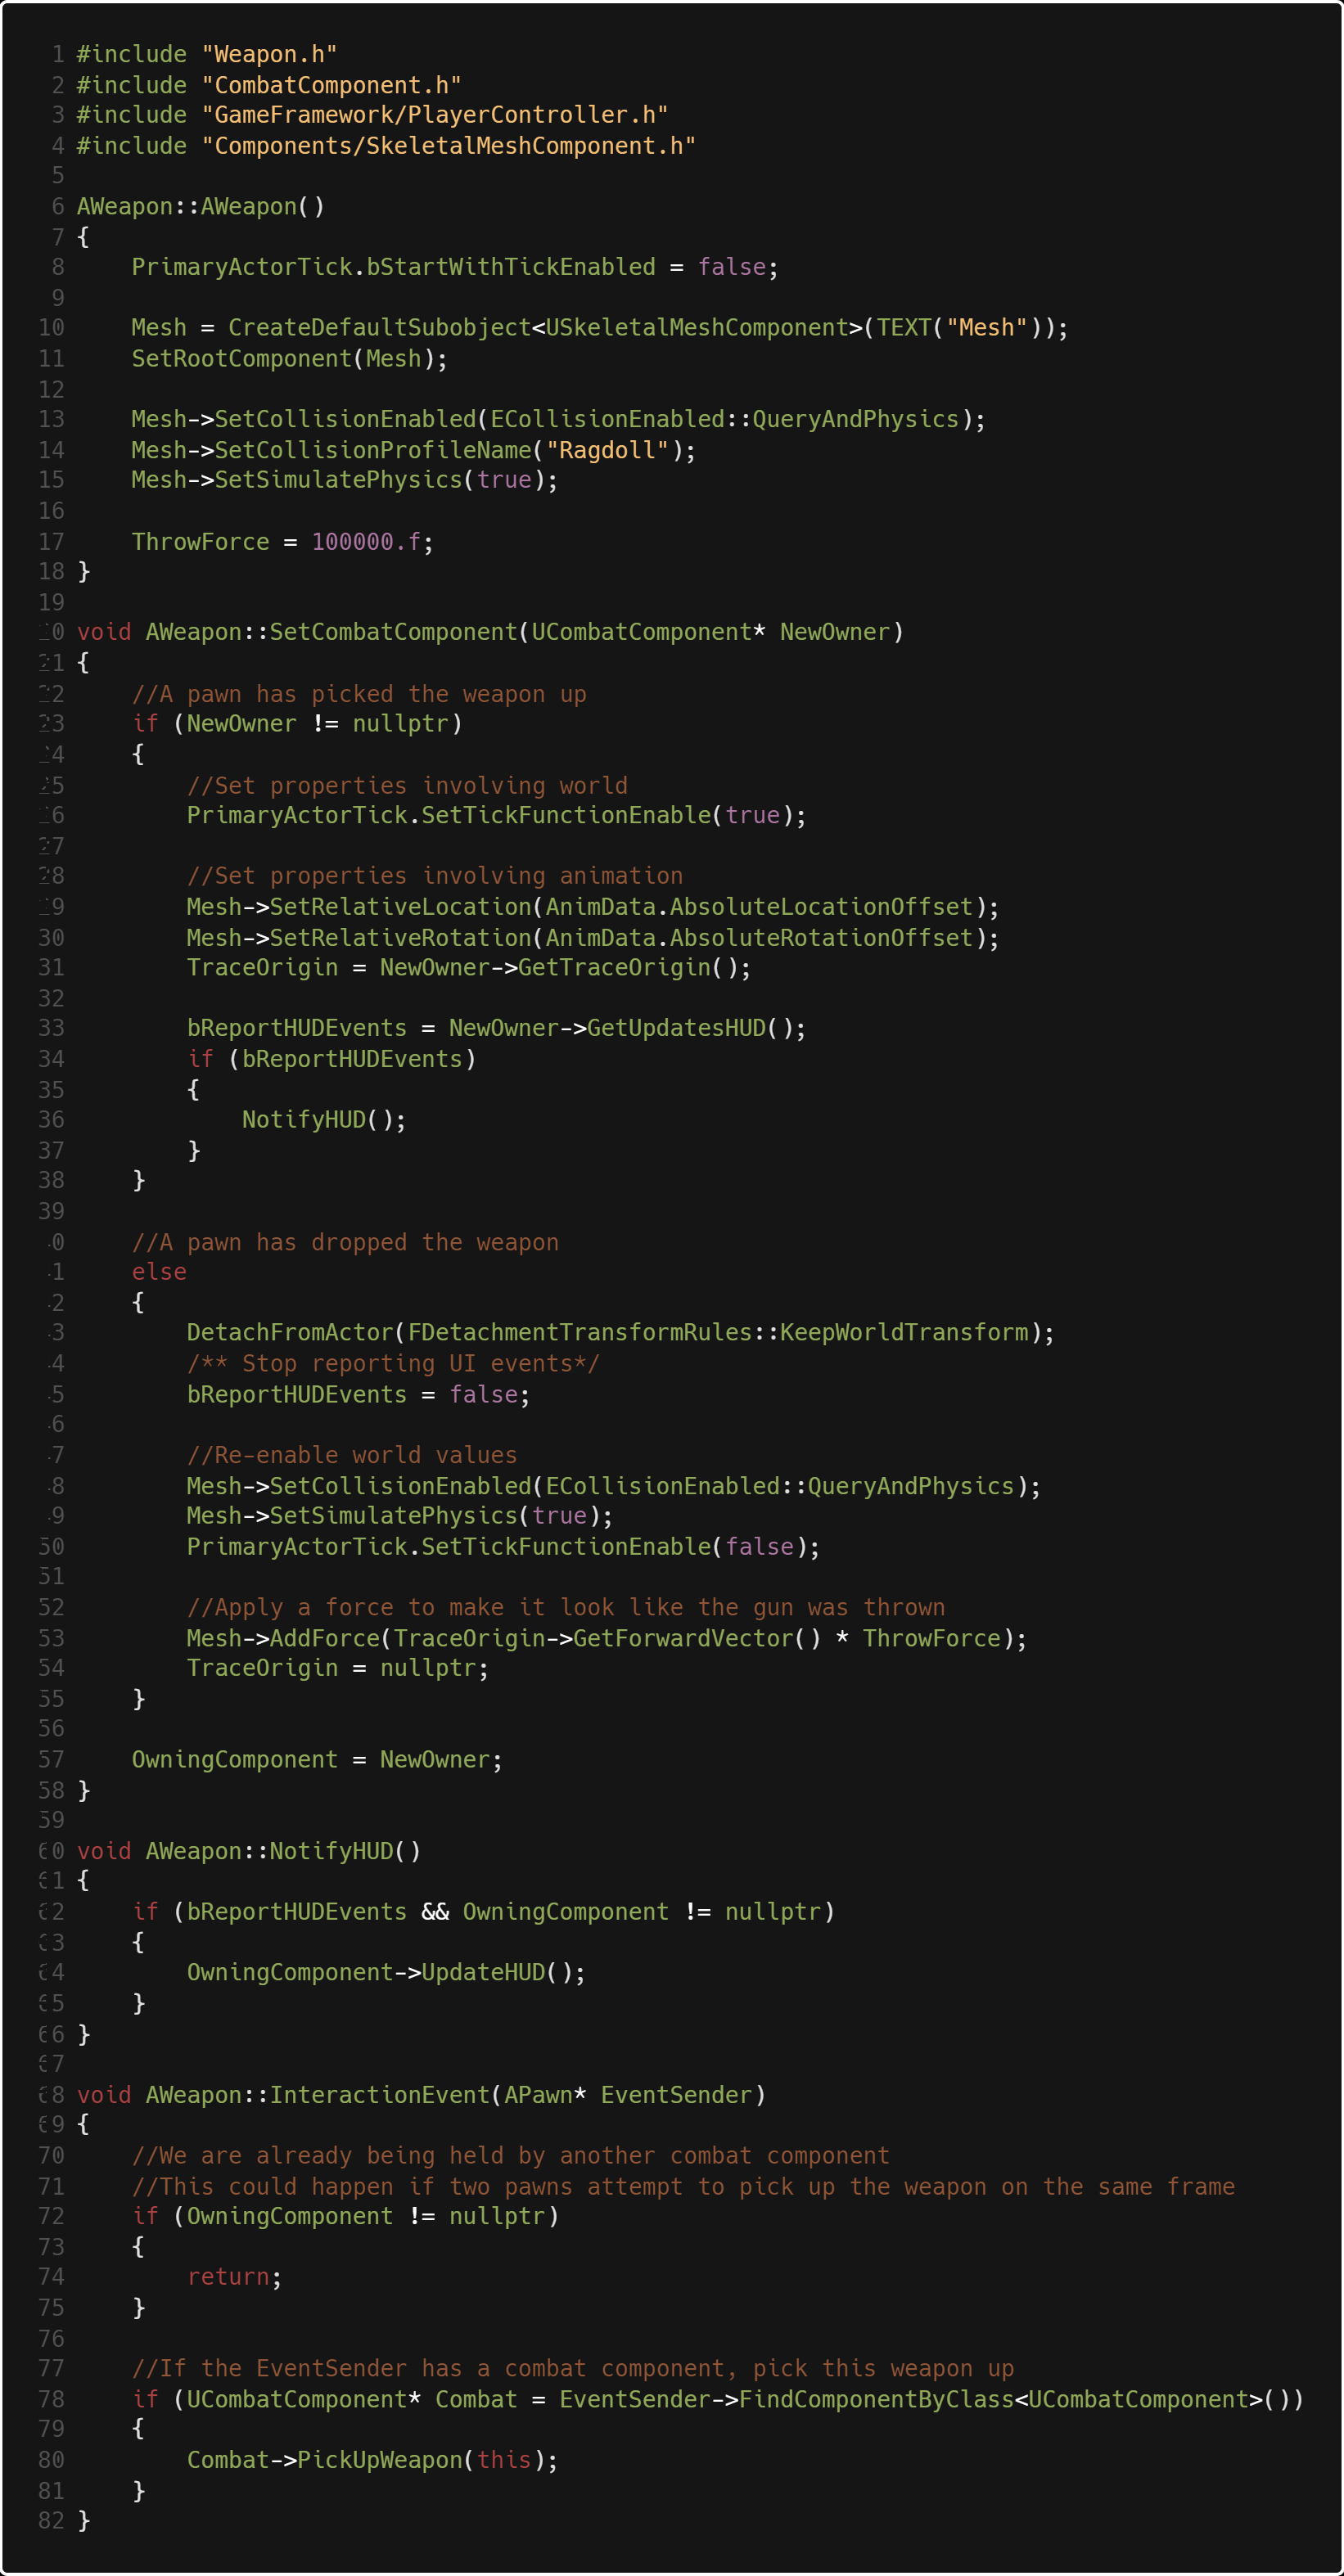 1 #include "Weapon.h"
2 #include "CombatComponent.h"
3 #include "GameFramework/PlayerController.h"
4 #include "Components/SkeletalMeshComponent.h"
5
6 AWeapon::AWeapon()
7 {
8     PrimaryActorTick.bStartWithTickEnabled = false;
9
10     Mesh = CreateDefaultSubobject<USkeletalMeshComponent>(TEXT("Mesh"));
11     SetRootComponent(Mesh);
12
13     Mesh->SetCollisionEnabled(ECollisionEnabled::QueryAndPhysics);
14     Mesh->SetCollisionProfileName("Ragdoll");
15     Mesh->SetSimulatePhysics(true);
16
17     ThrowForce = 100000.f;
18 }
19
20 void AWeapon::SetCombatComponent(UCombatComponent* NewOwner)
21 {
22     //A pawn has picked the weapon up
23     if (NewOwner != nullptr)
24     {
25         //Set properties involving world
26         PrimaryActorTick.SetTickFunctionEnable(true);
27
28         //Set properties involving animation
29         Mesh->SetRelativeLocation(AnimData.AbsoluteLocationOffset);
30         Mesh->SetRelativeRotation(AnimData.AbsoluteRotationOffset);
31         TraceOrigin = NewOwner->GetTraceOrigin();
32
33         bReportHUDEvents = NewOwner->GetUpdatesHUD();
34         if (bReportHUDEvents)
35         {
36             NotifyHUD();
37         }
38     }
39
40     //A pawn has dropped the weapon
41     else
42     {
43         DetachFromActor(FDetachmentTransformRules::KeepWorldTransform);
44         /** Stop reporting UI events*/
45         bReportHUDEvents = false;
46
47         //Re-enable world values
48         Mesh->SetCollisionEnabled(ECollisionEnabled::QueryAndPhysics);
49         Mesh->SetSimulatePhysics(true);
50         PrimaryActorTick.SetTickFunctionEnable(false);
51
52         //Apply a force to make it look like the gun was thrown
53         Mesh->AddForce(TraceOrigin->GetForwardVector() * ThrowForce);
54         TraceOrigin = nullptr;
55     }
56
57     OwningComponent = NewOwner;
58 }
59
60 void AWeapon::NotifyHUD()
61 {
62     if (bReportHUDEvents && OwningComponent != nullptr)
63     {
64         OwningComponent->UpdateHUD();
65     }
66 }
67
68 void AWeapon::InteractionEvent(APawn* EventSender)
69 {
70     //We are already being held by another combat component
71     //This could happen if two pawns attempt to pick up the weapon on the same frame
72     if (OwningComponent != nullptr)
73     {
74         return;
75     }
76
77     //If the EventSender has a combat component, pick this weapon up
78     if (UCombatComponent* Combat = EventSender->FindComponentByClass<UCombatComponent>())
79     {
80         Combat->PickUpWeapon(this);
81     }
82 }